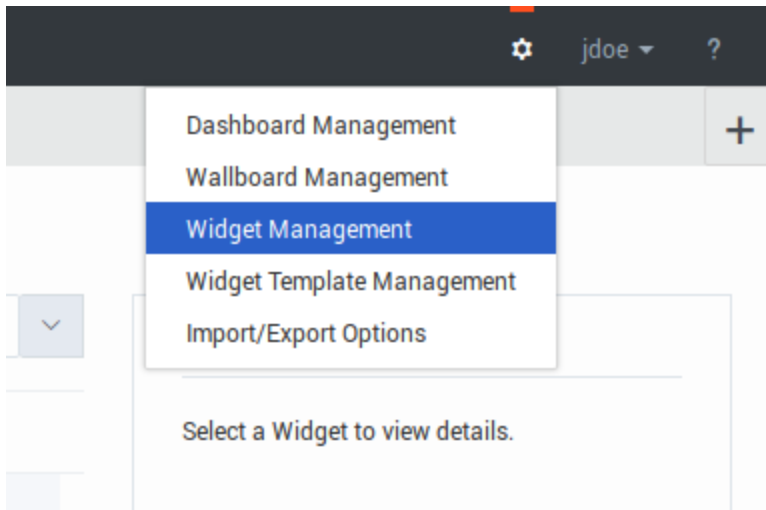 jdoe ?
Dashboard Management
Wallboard Management
Widget Management
Widget Template Management
Import/Export Options
Select a Widget to view details.